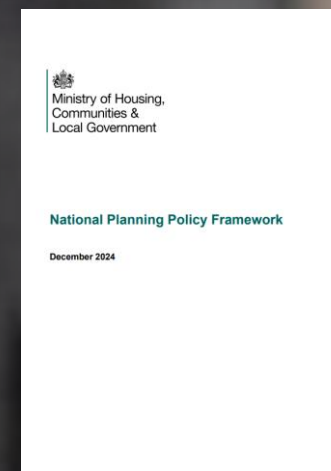 Ministry of Housing,
Communities &
Local Government
National Planning Policy Framework
December 2024